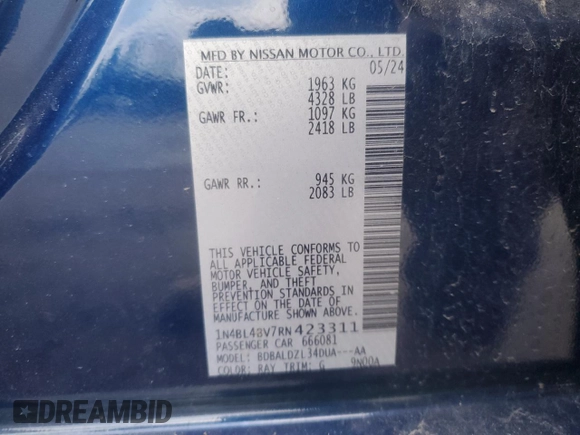 MFD BY NISSAN MOTOR CO., LTD.
DATE: 05/24
GVWR: 1963 KG
4328 LB
GAWR FR.: 1097 KG
2418 LB
GAWR RR.: 945 KG
2083 LB
THIS VEHICLE CONFORMS TO
ALL APPLICABLE FEDERAL
MOTOR VEHICLE SAFETY,
BUMPER, AND THEFT
PREVENTION STANDARDS IN
EFFECT ON THE DATE OF
MANUFACTURE SHOWN ABOVE.
1N4BL4BV7RN423311
PASSENGER CAR 666081
MODEL: BDBALDZL34DUA---AA
COLOR: RAY TRIM: G 9N00A
DREAMBID